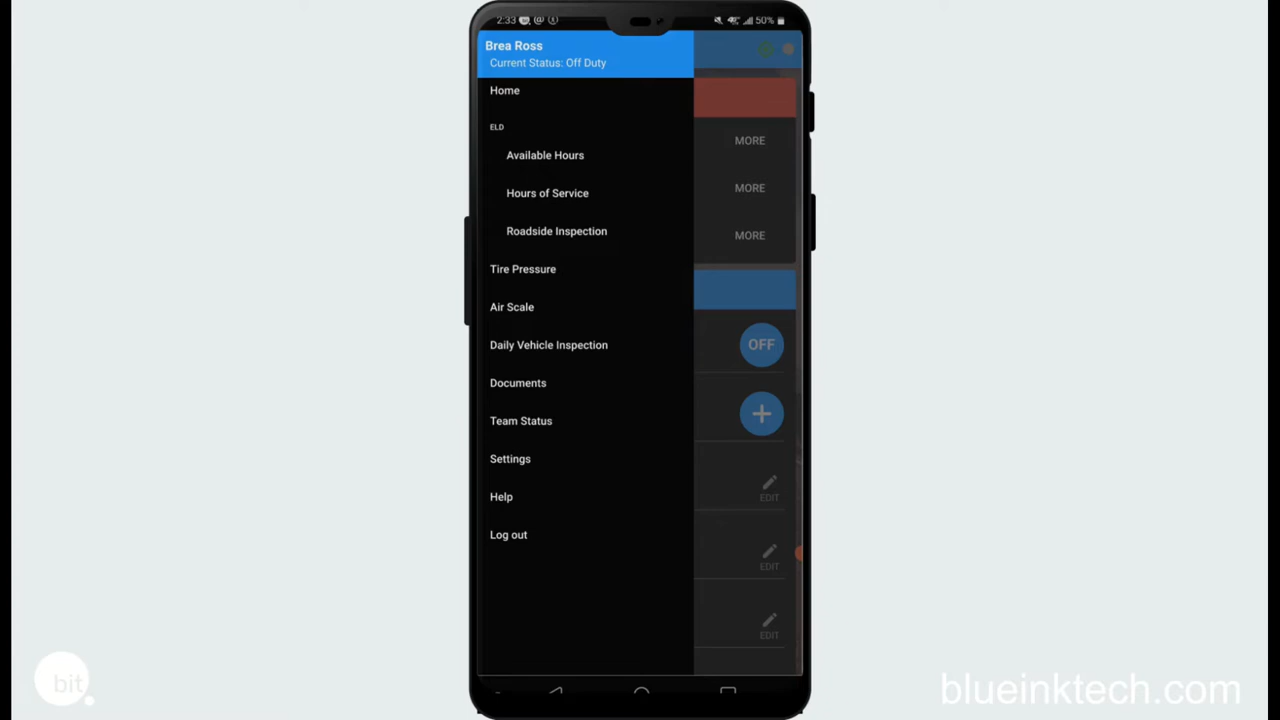 2:33
50%
Brea Ross
Current Status: Off Duty
Home
ELD
Available Hours
MORE
Hours of Service
MORE
Roadside Inspection
MORE
Tire Pressure
Air Scale
Daily Vehicle Inspection
OFF
Documents
Team Status
Settings
EDIT
Help
Log out
EDIT
EDIT
bit.
blueinktech.com